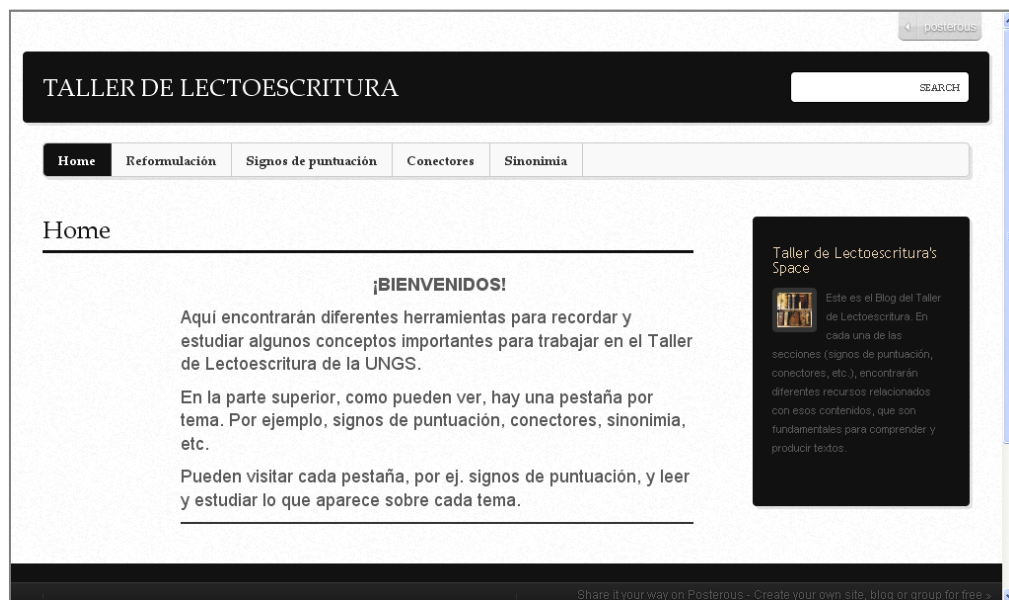 posterous
TALLER DE LECTOESCRITURA
SEARCH
Home Reformulación Signos de puntuación Conectores Sinonimia
Home
¡BIENVENIDOS!
Aquí encontrarán diferentes herramientas para recordar y
estudiar algunos conceptos importantes para trabajar en el Taller
de Lectoescritura de la UNGS.
En la parte superior, como pueden ver, hay una pestaña por
tema. Por ejemplo, signos de puntuación, conectores, sinonimia,
etc.
Pueden visitar cada pestaña, por ej. signos de puntuación, y leer
y estudiar lo que aparece sobre cada tema.
Taller de Lectoescritura's
Space
Este es el Blog del Taller
de Lectoescritura. En
cada una de las
secciones (signos de puntuación,
conectores, etc.), encontrarán
diferentes recursos relacionados
con esos contenidos, que son
fundamentales para comprender y
producir textos.
Share it your way on Posterous - Create your own site, blog or group for free »